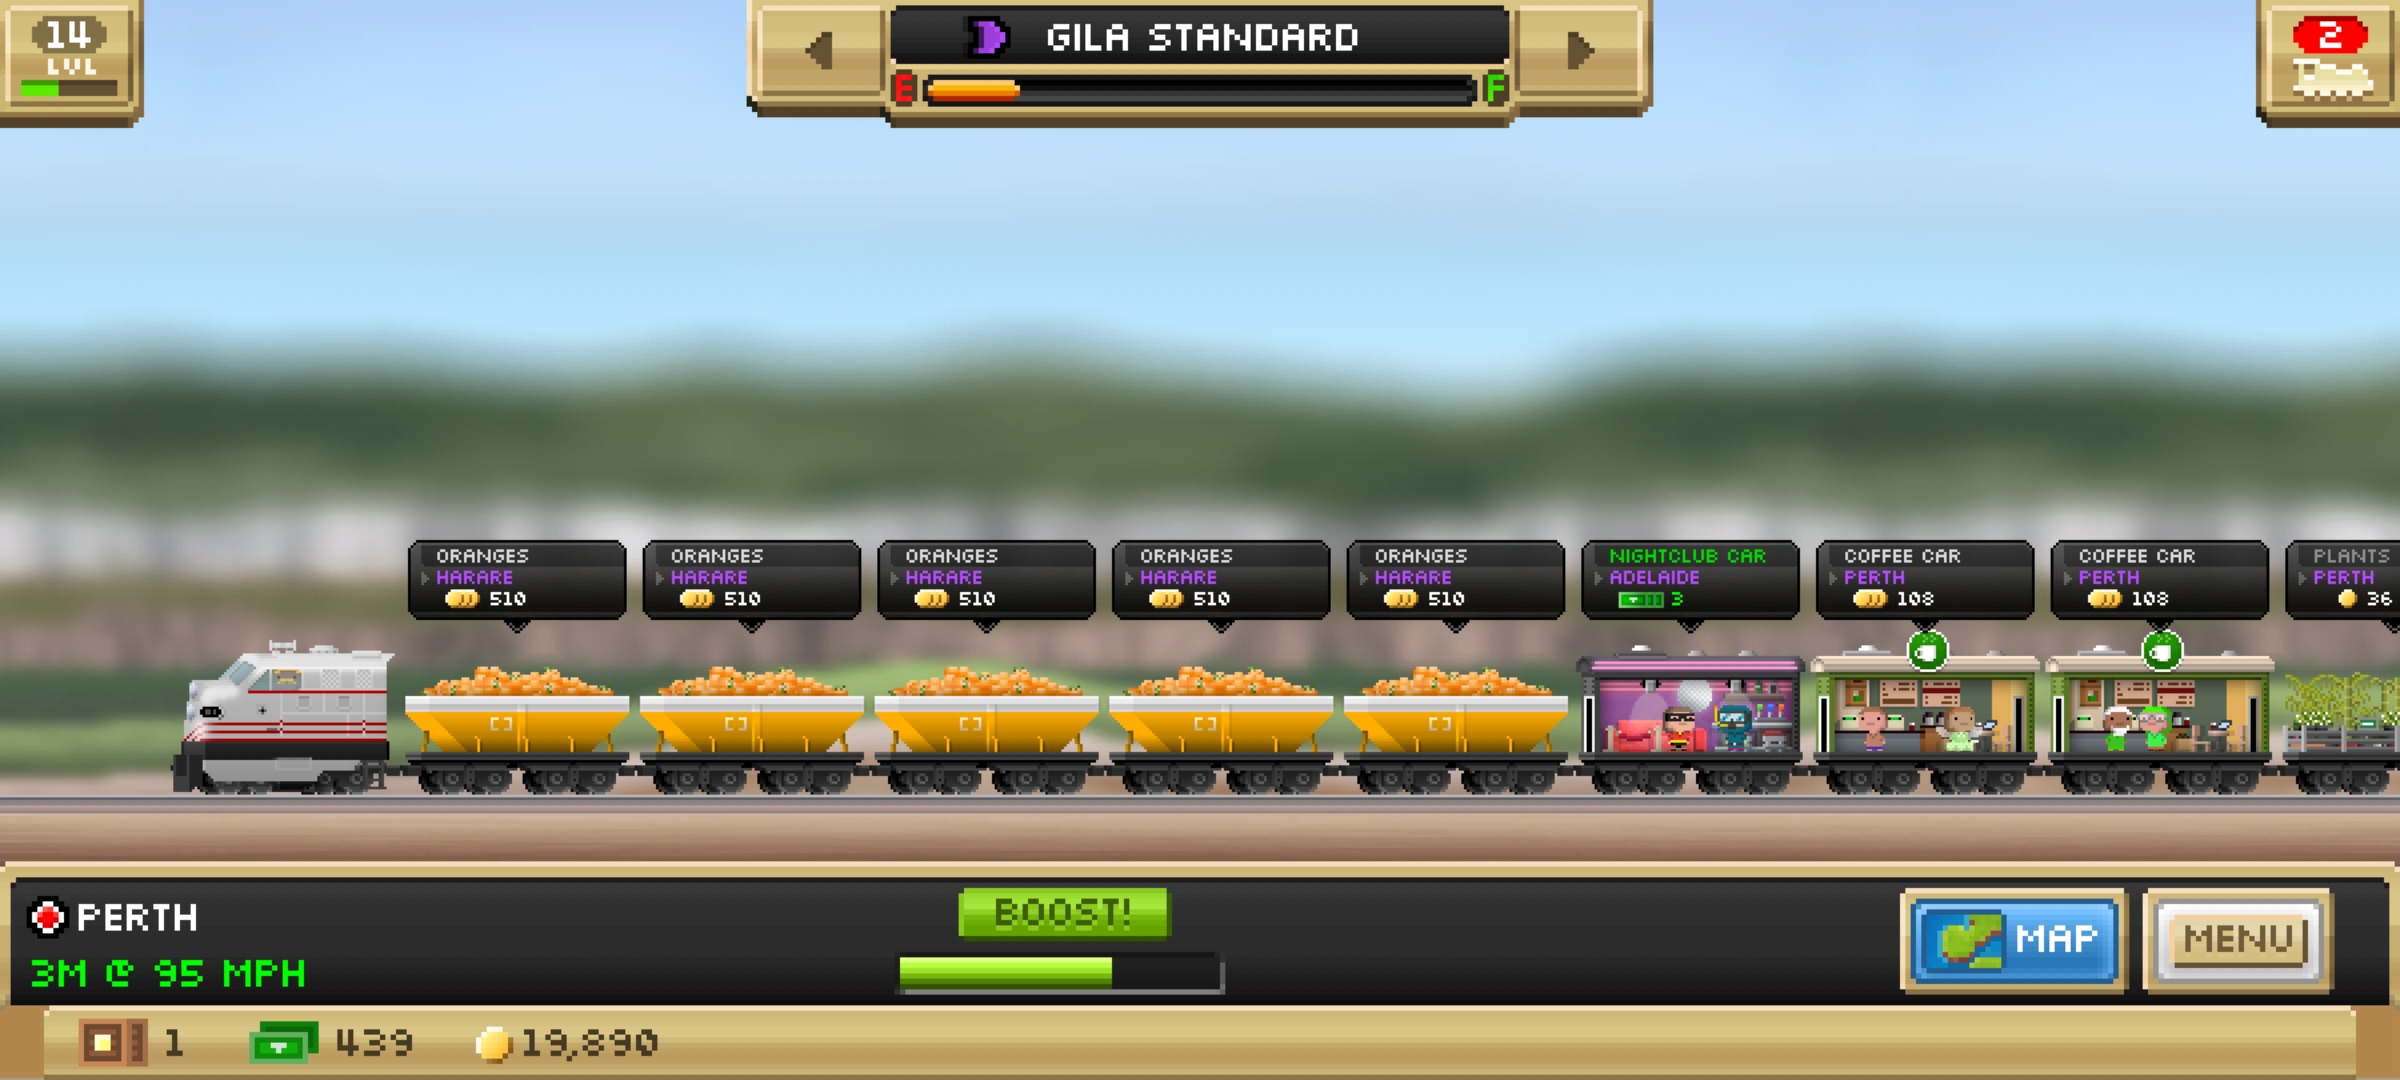 14
LVL
GILA STANDARD
E F
2
ORANGES
HARARE
510
ORANGES
HARARE
510
ORANGES
HARARE
510
ORANGES
HARARE
510
ORANGES
HARARE
510
NIGHTCLUB CAR
ADELAIDE
3
COFFEE CAR
PERTH
108
COFFEE CAR
PERTH
108
PLANTS
PERTH
36
PERTH
3M @ 95 MPH
BOOST!
MAP
MENU
1
439
19,890